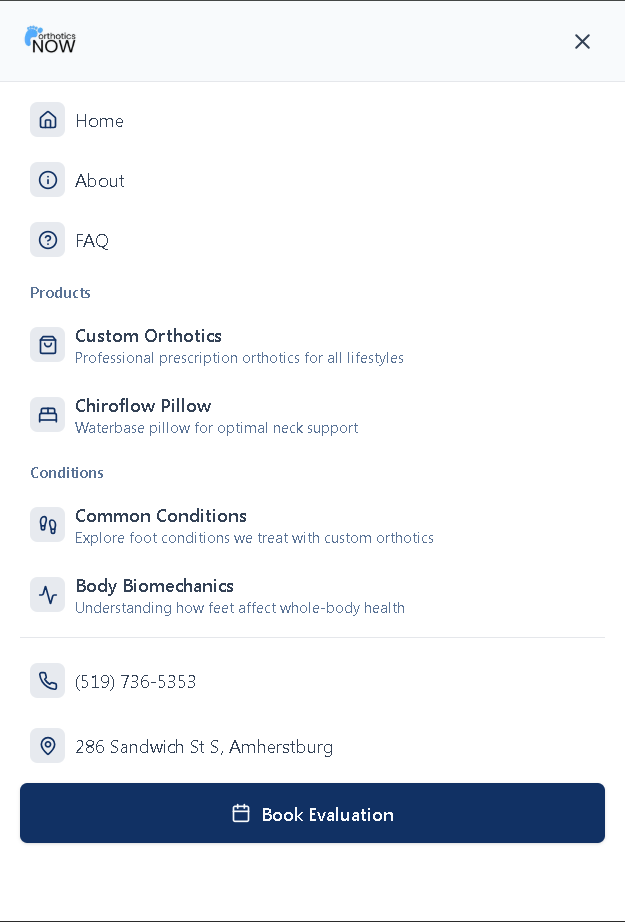 orthotics
NOW
Home
About
FAQ
Products
Custom Orthotics
Professional prescription orthotics for all lifestyles
Chiroflow Pillow
Waterbase pillow for optimal neck support
Conditions
Common Conditions
Explore foot conditions we treat with custom orthotics
Body Biomechanics
Understanding how feet affect whole-body health
(519) 736-5353
286 Sandwich St S, Amherstburg
Book Evaluation